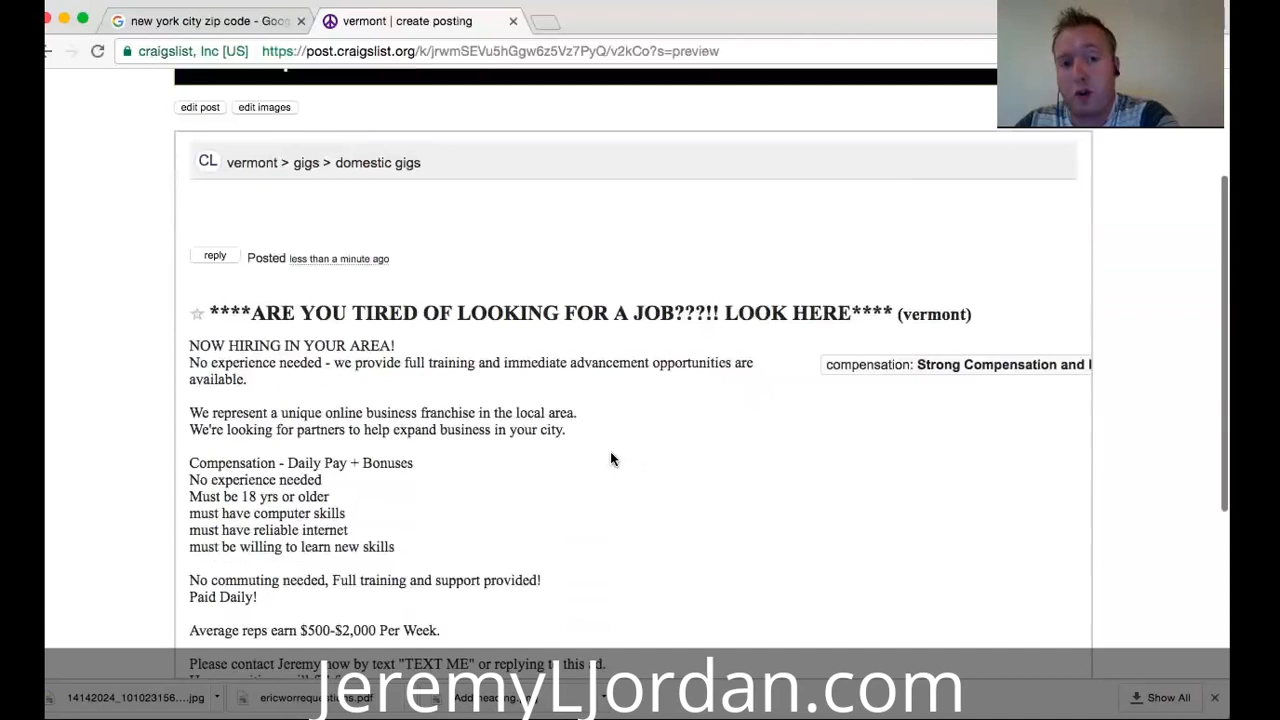 new york city zip code - Goo
vermont | create posting
craigslist, Inc [US] https://post.craigslist.org/k/jrwmSEVu5hGgw6z5Vz7PyQ/v2kCo?s=preview
edit post edit images
CL vermont > gigs > domestic gigs
reply Posted less than a minute ago
****ARE YOU TIRED OF LOOKING FOR A JOB???!! LOOK HERE**** (vermont)
NOW HIRING IN YOUR AREA!
No experience needed - we provide full training and immediate advancement opportunities are
available.
compensation: Strong Compensation and
We represent a unique online business franchise in the local area.
We're looking for partners to help expand business in your city.
Compensation - Daily Pay + Bonuses
No experience needed
Must be 18 yrs or older
must have computer skills
must have reliable internet
must be willing to learn new skills
No commuting needed, Full training and support provided!
Paid Daily!
Average reps earn $500-$2,000 Per Week.
Please contact Jeremy now by text "TEXT ME" or replying to this ad.
JeremyLJordan.com
14142024_101023156....jpg
ericworrequestions.pdf
Show All